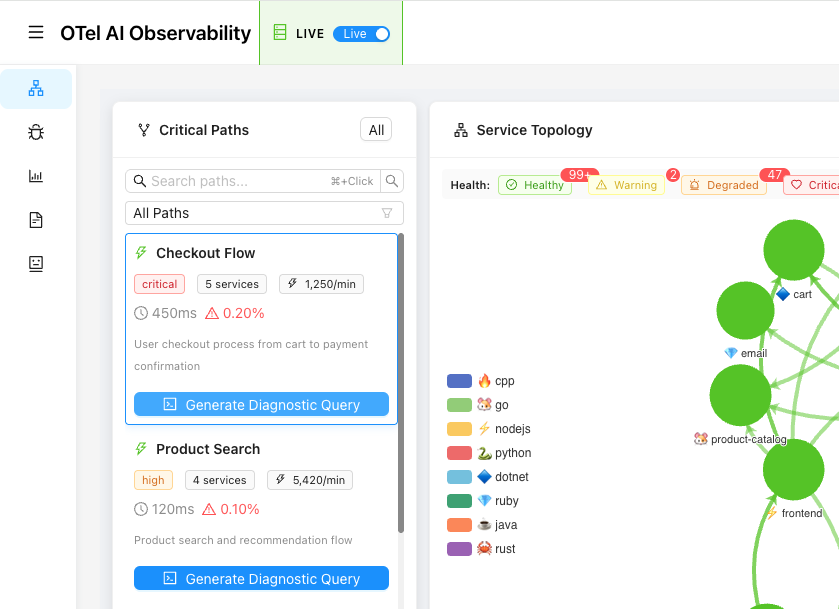 OTel AI Observability
LIVE
Live
Critical Paths
All
Search paths...
⌘+Click
All Paths
Checkout Flow
critical
5 services
1,250/min
450ms
0.20%
User checkout process from cart to payment
confirmation
Generate Diagnostic Query
Product Search
high
4 services
5,420/min
120ms
0.10%
Product search and recommendation flow
Generate Diagnostic Query
Service Topology
Health:
Healthy
99+
Warning
2
Degraded
47
Critica
cart
email
product-catalog
frontend
cpp
go
nodejs
python
dotnet
ruby
java
rust